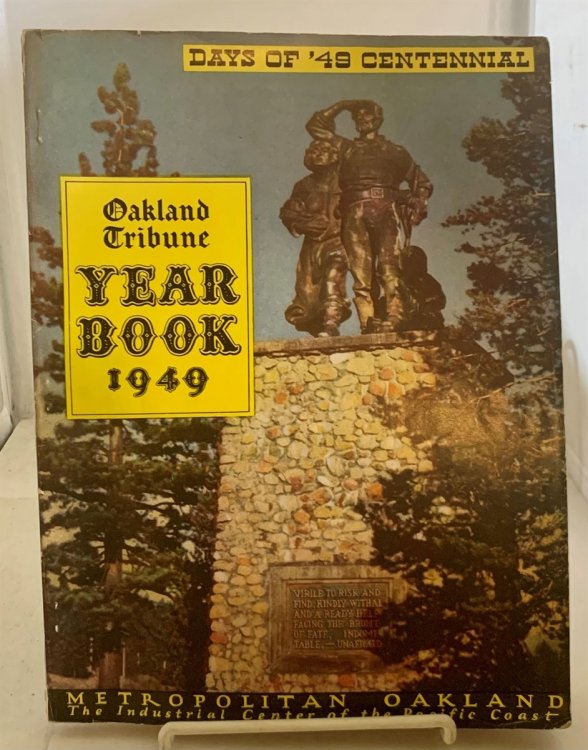 DAYS OF '49 CENTENNIAL
Oakland
Tribune
YEAR
BOOK
1949
VIRILE TO RISK AND
FIND, KINDLY WITHAL
AND A READY HELP
FACING THE BRUNT
OF FATE, INDOMI-
TABLE, — UNAFRAID
METROPOLITAN OAKLAND
The Industrial Center of the Pacific Coast